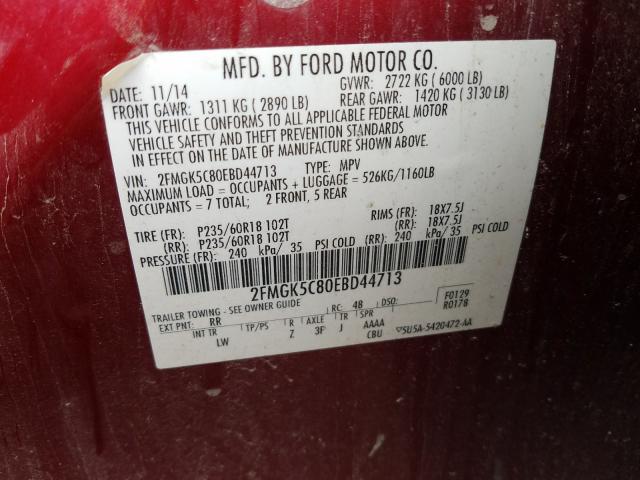 MFD. BY FORD MOTOR CO.
DATE: 11/14 GVWR: 2722 KG (6000 LB)
FRONT GAWR: 1311 KG (2890 LB) REAR GAWR: 1420 KG (3130 LB)
THIS VEHICLE CONFORMS TO ALL APPLICABLE FEDERAL MOTOR
VEHICLE SAFETY AND THEFT PREVENTION STANDARDS
IN EFFECT ON THE DATE OF MANUFACTURE SHOWN ABOVE.
VIN: 2FMGK5C80EBD44713 TYPE: MPV
MAXIMUM LOAD = OCCUPANTS + LUGGAGE = 526KG/1160LB
OCCUPANTS = 7 TOTAL; 2 FRONT, 5 REAR
TIRE (FR): P235/60R18 102T RIMS (FR): 18X7.5J
(RR): P235/60R18 102T (RR): 18X7.5J
PRESSURE (FR): 240 kPa/ 35 PSI COLD (RR): 240 kPa/ 35 PSI COLD
2FMGK5C80EBD44713
TRAILER TOWING - SEE OWNER GUIDE F0129
EXT PNT: RR RC: 48 DSO: R0178
INT TR TP/PS R AXLE TR SPR
LW Z 3F J AAAA
CBU 5U5A-5420472-AA